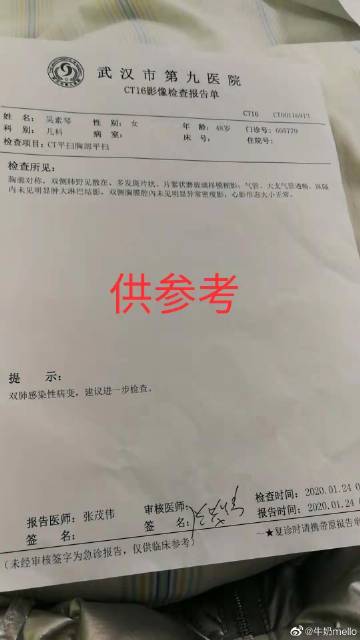 武汉市第九医院
CT16影像检查报告单
CT16 CT00116913
姓 名： 吴素琴 性 别： 女 年 龄： 48岁 门诊号：
科 别： 儿科 病室： 床 号： 住院号：
检查项目：CT平扫胸部平扫
检查所见：
胸廓对称，双侧肺野见散在、多发斑片状、片絮状磨玻璃样模糊影，气管、大支气管通畅，纵隔
内未见明显肿大淋巴结影。双侧胸膜腔内未见明显异常密度影，心影形态大小正常。
供参考
提 示：
双肺感染性病变，建议进一步检查。
检查时间：2020.01.24
报告医师：张茂伟 审核医师： 报告时间：2020.01.24
签 名： 签 名：
（未经审核签字为急诊报告，仅供临床参考） ★复诊时请携带原报告单
@牛奶mello